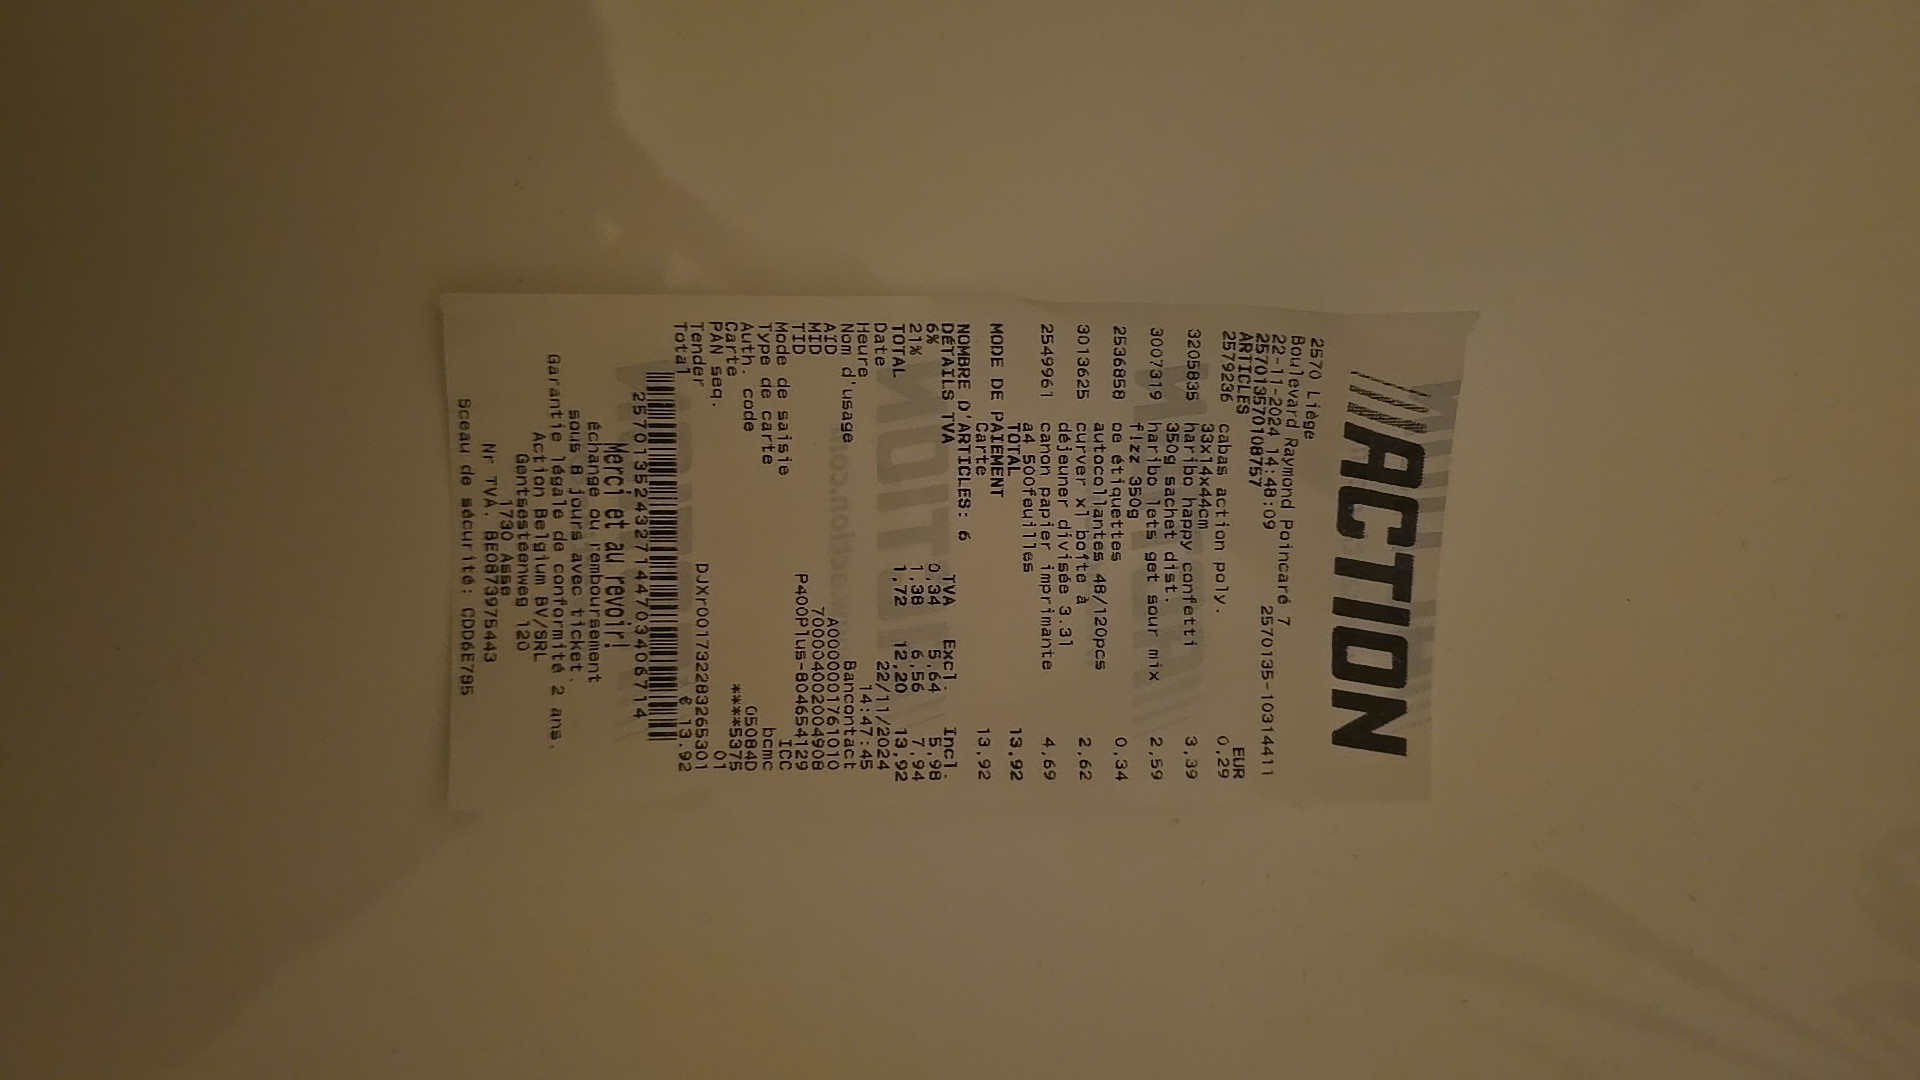 ACTION
2570 Liège
Boulevard Raymond Poincaré 7
22-11-2024 14:48:09 2570135-10314411
257013570108757
ARTICLES EUR
2579236 cabas action poly. 0,29
33x14x44cm
3205835 haribo happy confetti 3,39
350g sachet dist.
3007319 haribo lets get sour mix 2,59
fizz 350g
2536858 oe étiquettes 0,34
autocollantes 48/120pcs
3013625 curver xl boîte à 2,62
déjeuner divisée 3.3l
2549961 canon papier imprimante 4,69
a4 500feuilles
TOTAL 13,92
MODE DE PAIEMENT
Carte 13,92
NOMBRE D'ARTICLES: 6
DÉTAILS TVA TVA Excl. Incl.
6% 0,34 5,64 5,98
21% 1,38 6,56 7,94
TOTAL 1,72 12,20 13,92
Date 22/11/2024
Heure 14:47:45
Nom d'usage Bancontact
AID A0000000176​1010
MID 70000400200​4908
TID P400Plus-804654129
Mode de saisie ICC
Type de carte bcmc
Auth. code 05084D
Carte ****5375
PAN seq. 01
Tender DJXr001732283265301
Total € 13.92
2570135243271447034067​14
Merci et au revoir!
échange ou remboursement
sous 8 jours avec ticket.
Garantie légale de conformité 2 ans.
Action Belgium BV/SRL
Gentsesteenweg 120
1730 Asse
Nr TVA. BE0873975443
Sceau de sécurité: CDD6E795